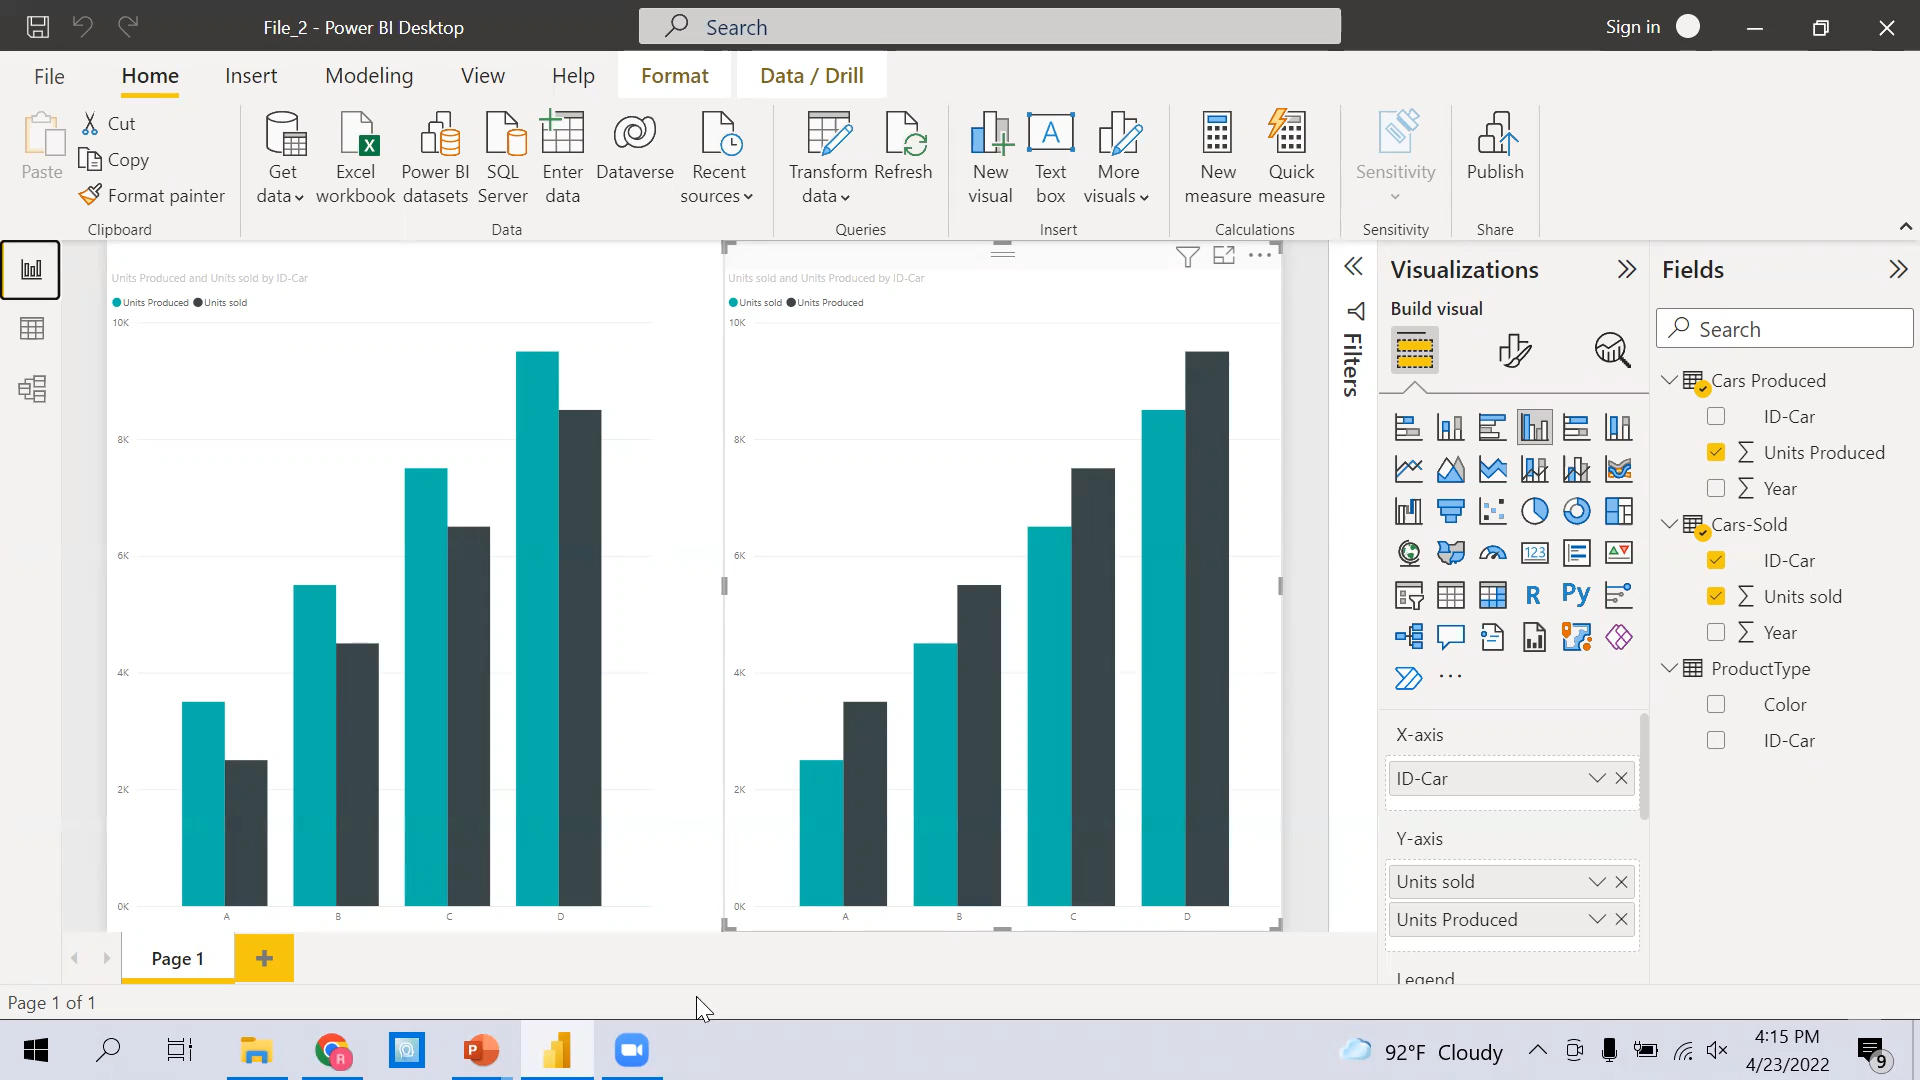 File_2 - Power BI Desktop
Search
Sign in
File
Home
Insert
Modeling
View
Help
Format
Data / Drill
Paste
Cut
Copy
Format painter
Clipboard
Get data
Excel workbook
Power BI datasets
SQL Server
Enter data
Dataverse
Recent sources
Data
Transform data
Refresh
Queries
New visual
Text box
More visuals
Insert
New measure
Quick measure
Calculations
Sensitivity
Sensitivity
Publish
Share
Units Produced and Units sold by ID-Car
Units Produced Units sold
10K
8K
6K
4K
2K
0K
A B C D
Units sold and Units Produced by ID-Car
Units sold Units Produced
10K
8K
6K
4K
2K
0K
A B C D
Filters
Visualizations
Build visual
123
R
Py
X-axis
ID-Car
Y-axis
Units sold
Units Produced
Legend
Fields
Search
Cars Produced
ID-Car
Units Produced
Year
Cars-Sold
ID-Car
Units sold
Year
ProductType
Color
ID-Car
Page 1
Page 1 of 1
92°F Cloudy
4:15 PM
4/23/2022
9